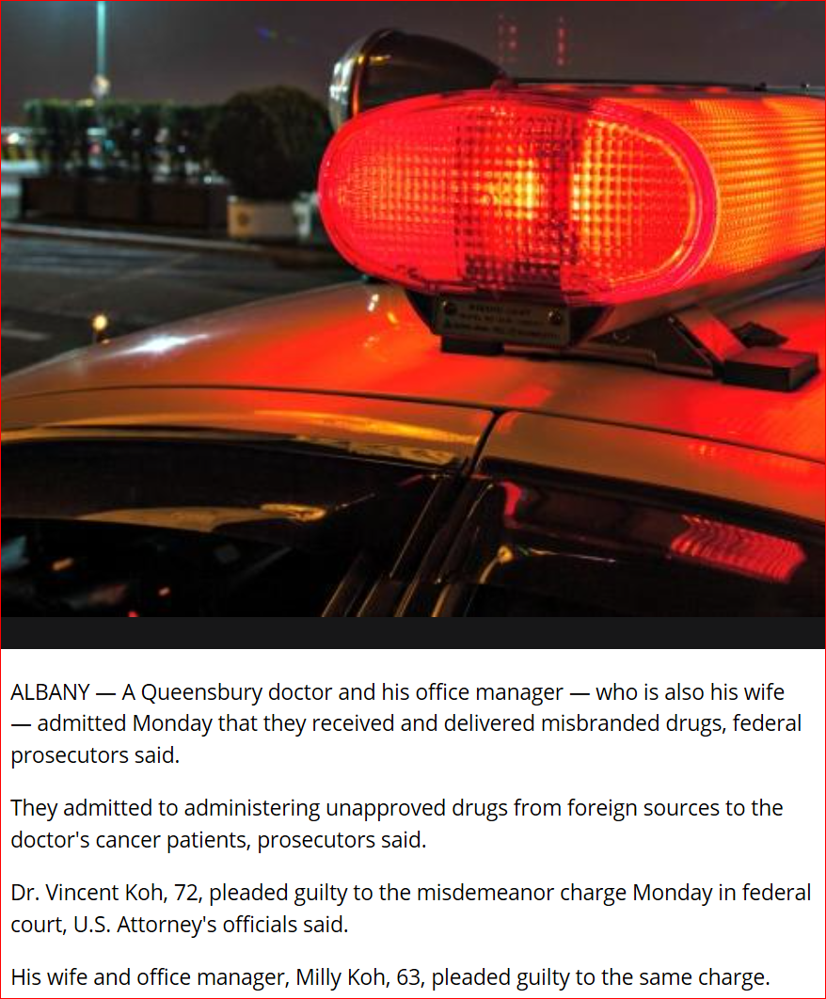 ALBANY — A Queensbury doctor and his office manager — who is also his wife
— admitted Monday that they received and delivered misbranded drugs, federal
prosecutors said.
They admitted to administering unapproved drugs from foreign sources to the
doctor's cancer patients, prosecutors said.
Dr. Vincent Koh, 72, pleaded guilty to the misdemeanor charge Monday in federal
court, U.S. Attorney's officials said.
His wife and office manager, Milly Koh, 63, pleaded guilty to the same charge.